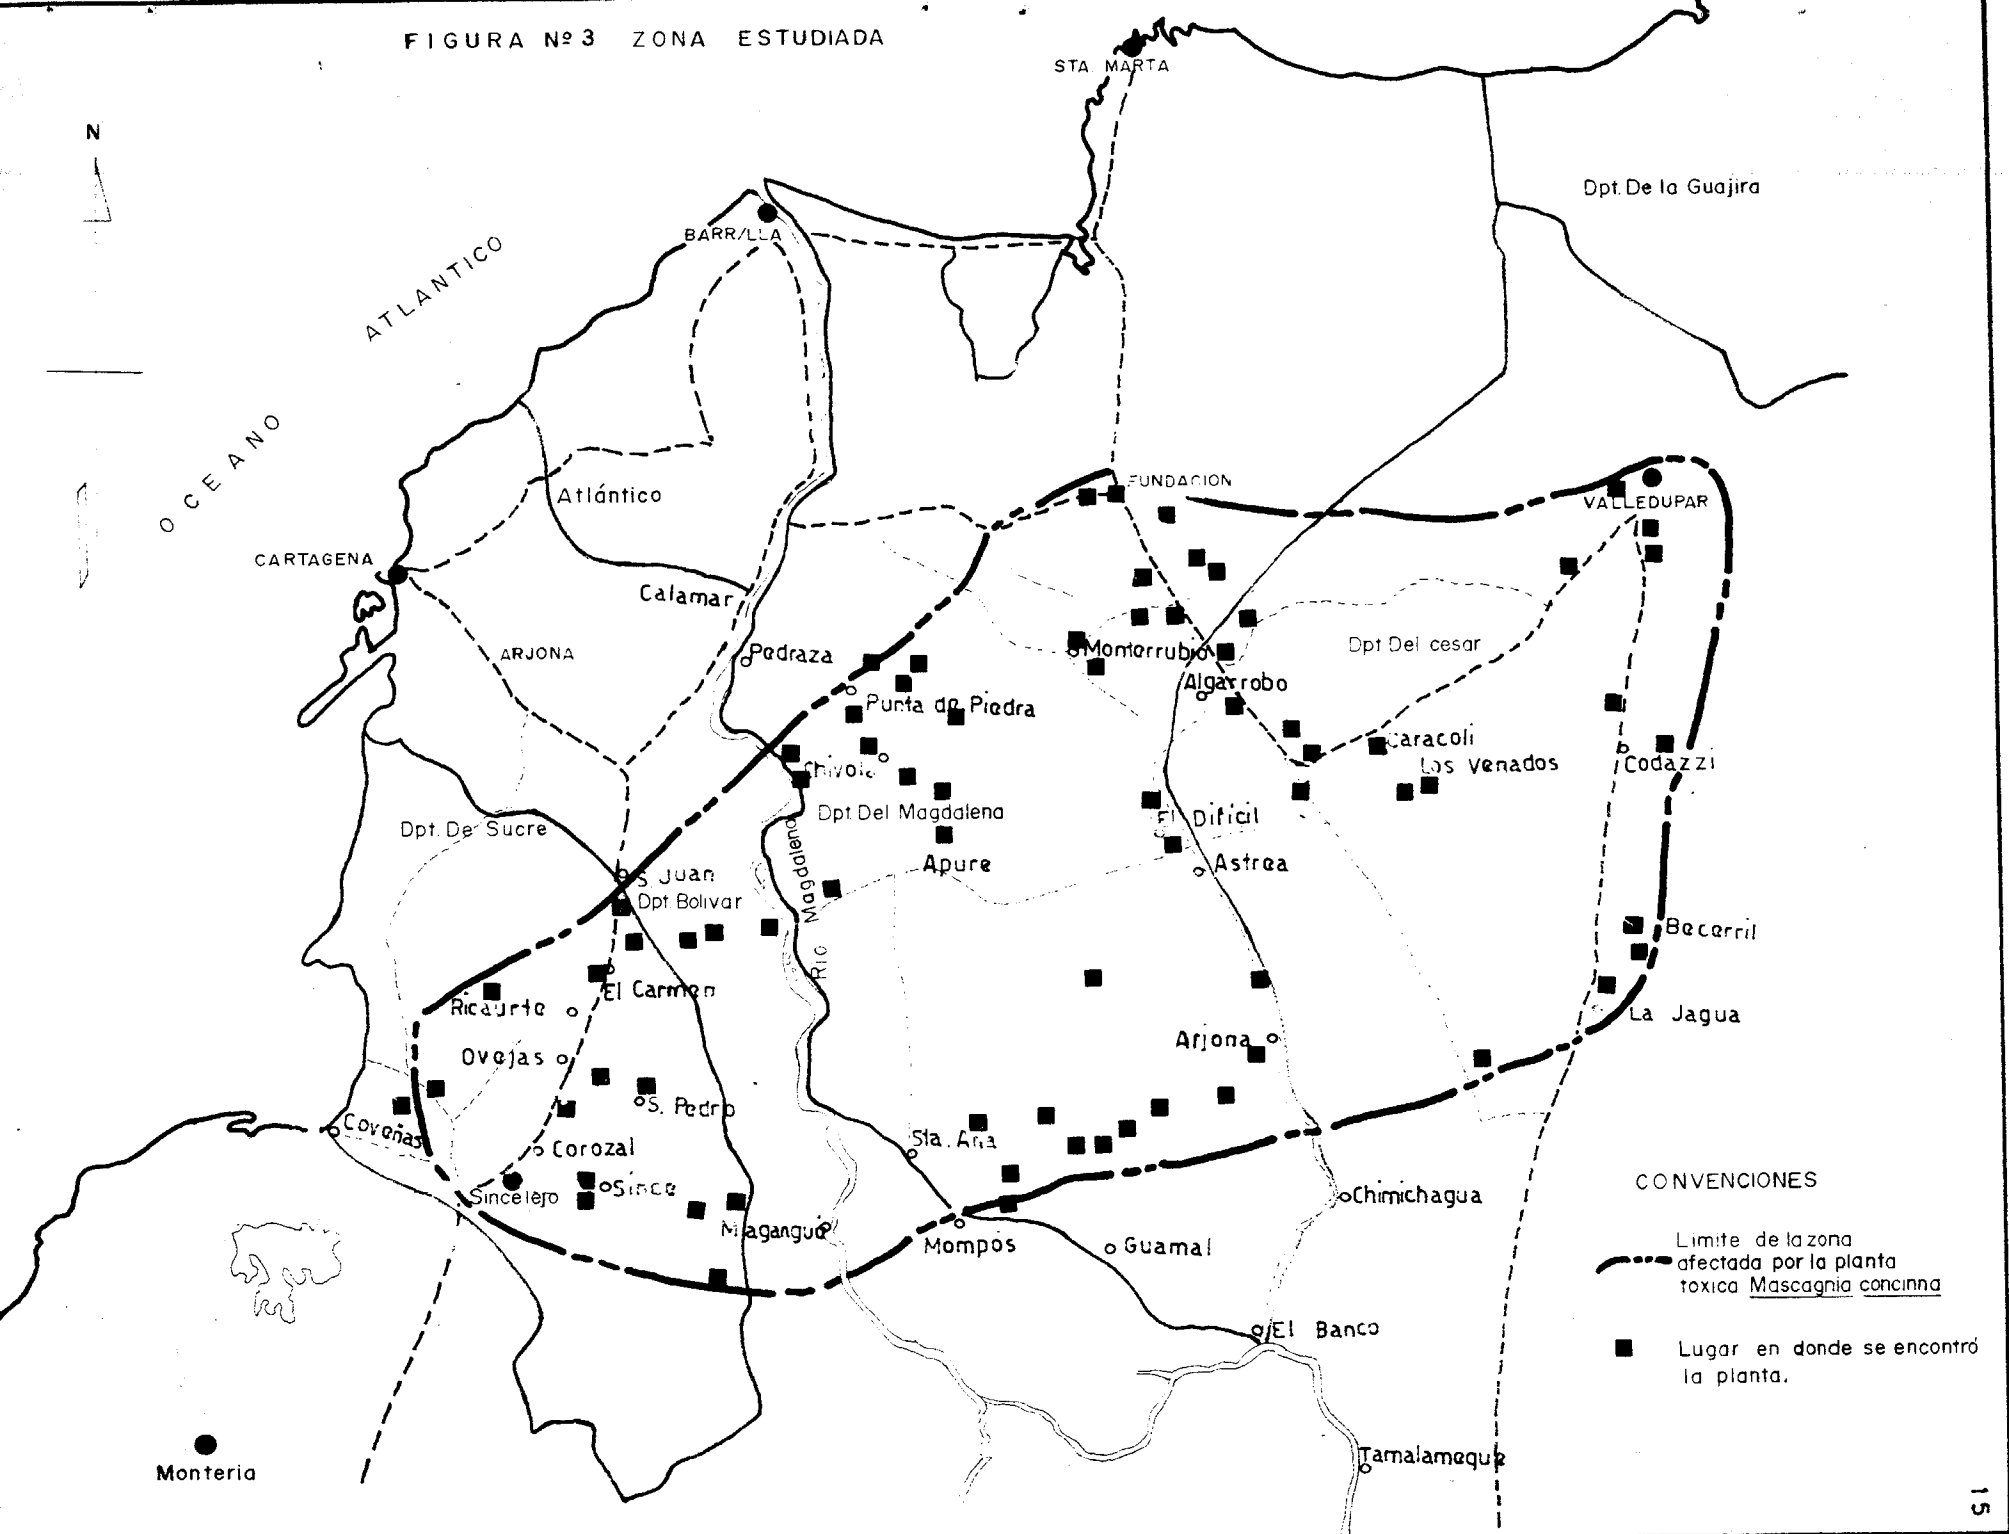 FIGURA Nº 3 ZONA ESTUDIADA
STA. MARTA
N
Dpt. De la Guajira
BARR/LLA
OCEANO ATLANTICO
FUNDACION
Atlántico
VALLEDUPAR
CARTAGENA
Calamar
ARJONA
Pedraza
Monterrubio
Dpt Del cesar
Algarrobo
Punta de Piedra
Caracoli
Los Venados
Codazzi
Chivolo
Dpt. Del Magdalena
El Dificil
Dpt. De Sucre
Apure
Astrea
S. Juan
Dpt. Bolivar
RIO Magdalena
Becerril
El Carmen
Ricaurte
La Jagua
Arjona
Ovejas
S. Pedro
Coveñas
Sta. Ana
Corozal
Sincelejo
Since
Chimichagua
Magangué
Mompós
Guamal
CONVENCIONES
Limite de la zona
afectada por la planta
toxica Mascagnia concinna
El Banco
Lugar en donde se encontró
la planta.
Tamalameque
Monteria
15